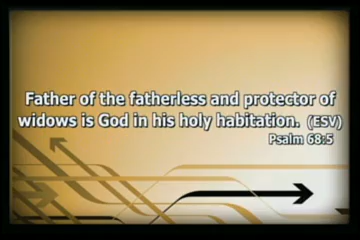 Father of the fatherless and protector of
widows is God in his holy habitation. (ESV)
Psalm 68:5